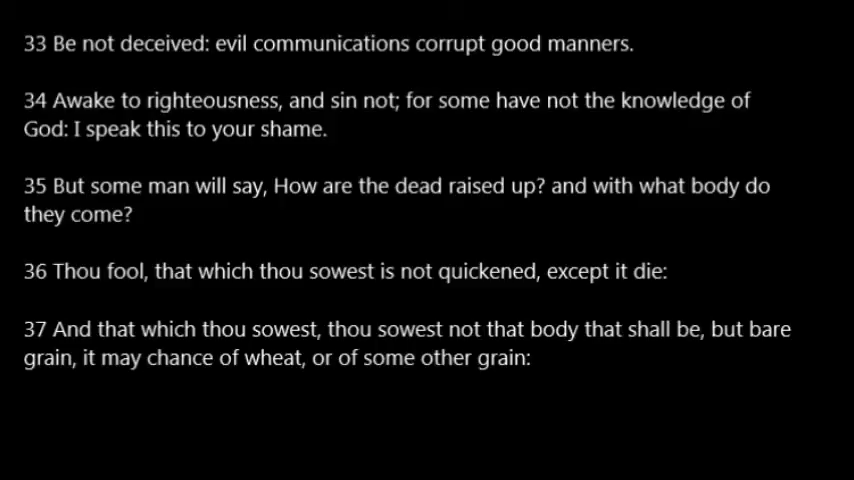 33 Be not deceived: evil communications corrupt good manners.
34 Awake to righteousness, and sin not; for some have not the knowledge of
God: I speak this to your shame.
35 But some man will say, How are the dead raised up? and with what body do
they come?
36 Thou fool, that which thou sowest is not quickened, except it die:
37 And that which thou sowest, thou sowest not that body that shall be, but bare
grain, it may chance of wheat, or of some other grain: